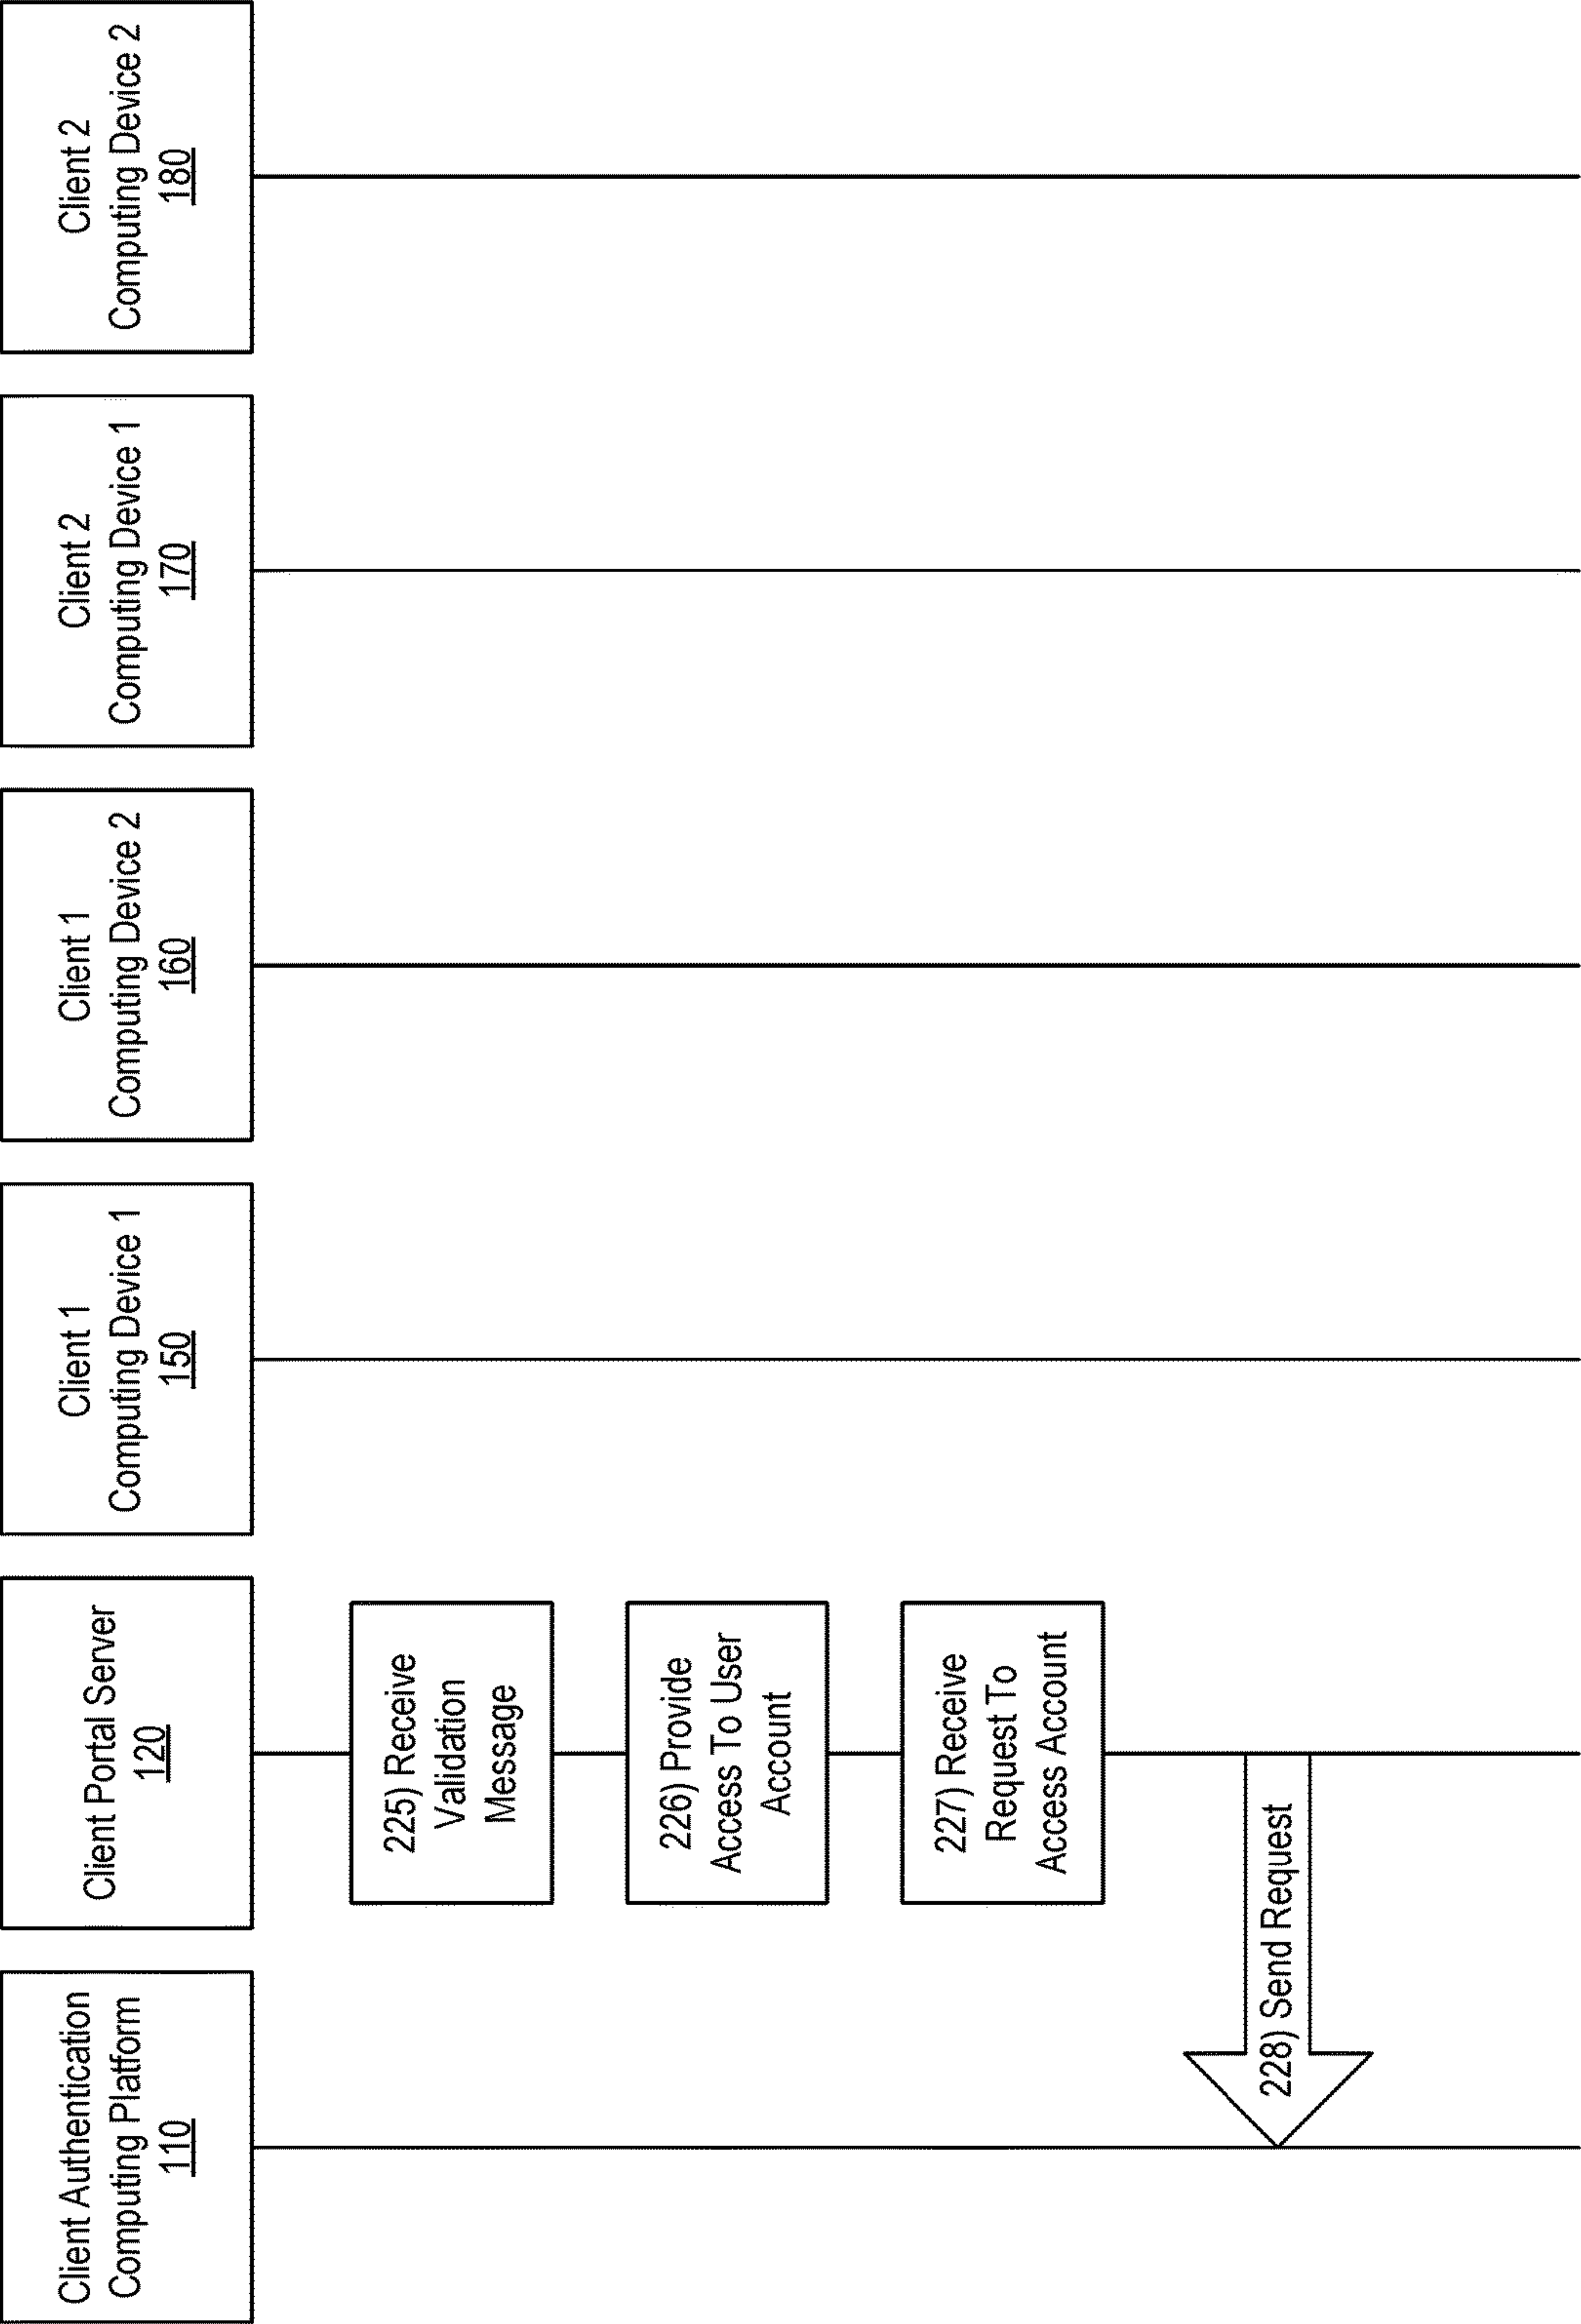 Client Authentication
Computing Platform
110
Client Portal Server
120
Client 1
Computing Device 1
150
Client 1
Computing Device 2
160
Client 2
Computing Device 1
170
Client 2
Computing Device 2
180
225) Receive
Validation
Message
226) Provide
Access To User
Account
227) Receive
Request To
Access Account
228) Send Request